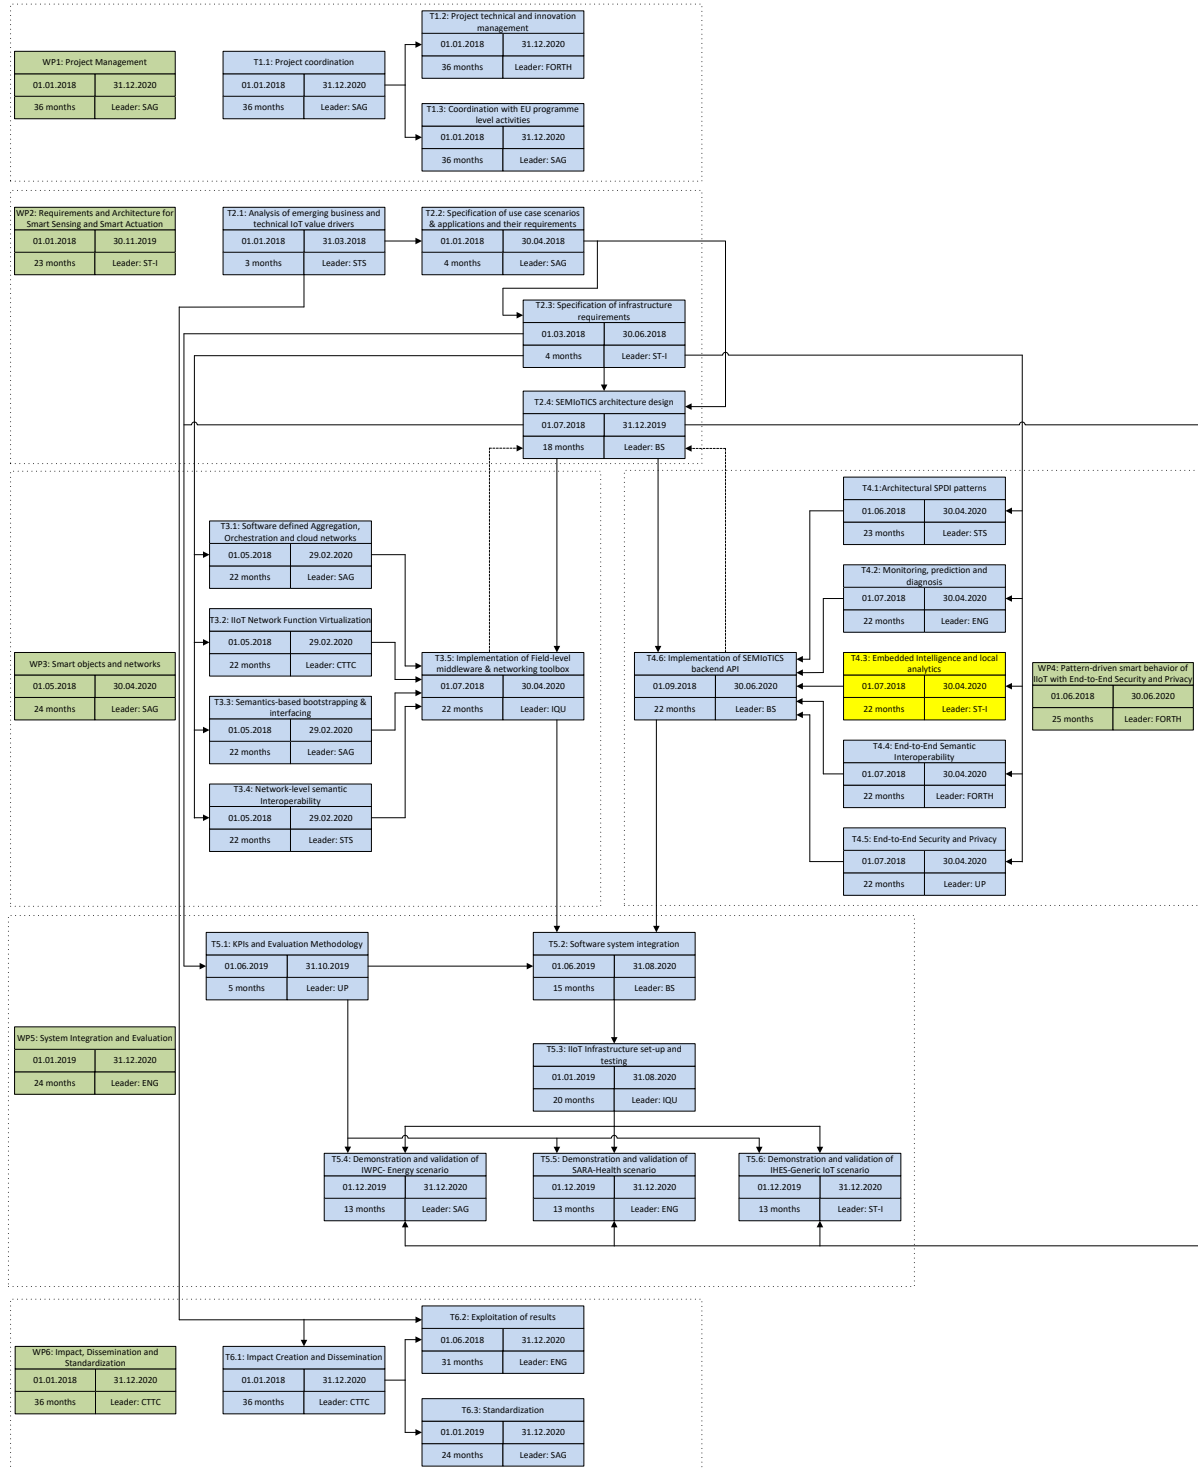 T1.2: Project technical and innovation
management
01.01.2018 31.12.2020
36 months Leader: FORTH
WP1: Project Management
01.01.2018 31.12.2020
36 months Leader: SAG
T1.1: Project coordination
01.01.2018 31.12.2020
36 months Leader: SAG
T1.3: Coordination with EU programme
level activities
01.01.2018 31.12.2020
36 months Leader: SAG
WP2: Requirements and Architecture for
Smart Sensing and Smart Actuation
01.01.2018 30.11.2019
23 months Leader: ST-I
T2.1: Analysis of emerging business and
technical IoT value drivers
01.01.2018 31.03.2018
3 months Leader: STS
T2.2: Specification of use case scenarios
& applications and their requirements
01.01.2018 30.04.2018
4 months Leader: SAG
T2.3: Specification of infrastructure
requirements
01.03.2018 30.06.2018
4 months Leader: ST-I
T2.4: SEMIoTICS architecture design
01.07.2018 31.12.2019
18 months Leader: BS
T3.1: Software defined Aggregation,
Orchestration and cloud networks
01.05.2018 29.02.2020
22 months Leader: SAG
T3.2: IIoT Network Function Virtualization
01.05.2018 29.02.2020
22 months Leader: CTTC
WP3: Smart objects and networks
01.05.2018 30.04.2020
24 months Leader: SAG
T3.3: Semantics-based bootstrapping &
interfacing
01.05.2018 29.02.2020
22 months Leader: SAG
T3.4: Network-level semantic
Interoperability
01.05.2018 29.02.2020
22 months Leader: STS
T3.5: Implementation of Field-level
middleware & networking toolbox
01.07.2018 30.04.2020
22 months Leader: IQU
T4.6: Implementation of SEMIoTICS
backend API
01.09.2018 30.06.2020
22 months Leader: BS
T4.1:Architectural SPDI patterns
01.06.2018 30.04.2020
23 months Leader: STS
T4.2: Monitoring, prediction and
diagnosis
01.07.2018 30.04.2020
22 months Leader: ENG
T4.3: Embedded Intelligence and local
analytics
01.07.2018 30.04.2020
22 months Leader: ST-I
WP4: Pattern-driven smart behavior of
IIoT with End-to-End Security and Privacy
01.06.2018 30.06.2020
25 months Leader: FORTH
T4.4: End-to-End Semantic
Interoperability
01.07.2018 30.04.2020
22 months Leader: FORTH
T4.5: End-to-End Security and Privacy
01.07.2018 30.04.2020
22 months Leader: UP
T5.1: KPIs and Evaluation Methodology
01.06.2019 31.10.2019
5 months Leader: UP
T5.2: Software system integration
01.06.2019 31.08.2020
15 months Leader: BS
WP5: System Integration and Evaluation
01.01.2019 31.12.2020
24 months Leader: ENG
T5.3: IIoT Infrastructure set-up and
testing
01.01.2019 31.08.2020
20 months Leader: IQU
T5.4: Demonstration and validation of
IWPC- Energy scenario
01.12.2019 31.12.2020
13 months Leader: SAG
T5.5: Demonstration and validation of
SARA-Health scenario
01.12.2019 31.12.2020
13 months Leader: ENG
T5.6: Demonstration and validation of
IHES-Generic IoT scenario
01.12.2019 31.12.2020
13 months Leader: ST-I
T6.2: Exploitation of results
01.06.2018 31.12.2020
31 months Leader: ENG
WP6: Impact, Dissemination and
Standardization
01.01.2018 31.12.2020
36 months Leader: CTTC
T6.1: Impact Creation and Dissemination
01.01.2018 31.12.2020
36 months Leader: CTTC
T6.3: Standardization
01.01.2019 31.12.2020
24 months Leader: SAG